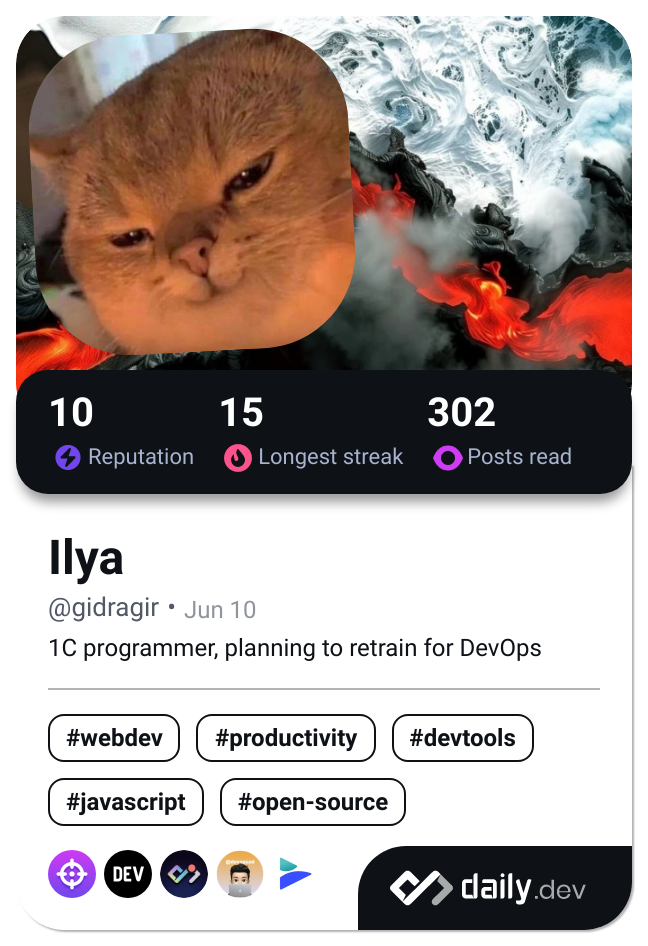 10 15 302
Reputation Longest streak Posts read
Ilya
@gidragir • Jun 10
1C programmer, planning to retrain for DevOps
#webdev #productivity #devtools
#javascript #open-source
DEV
daily.dev